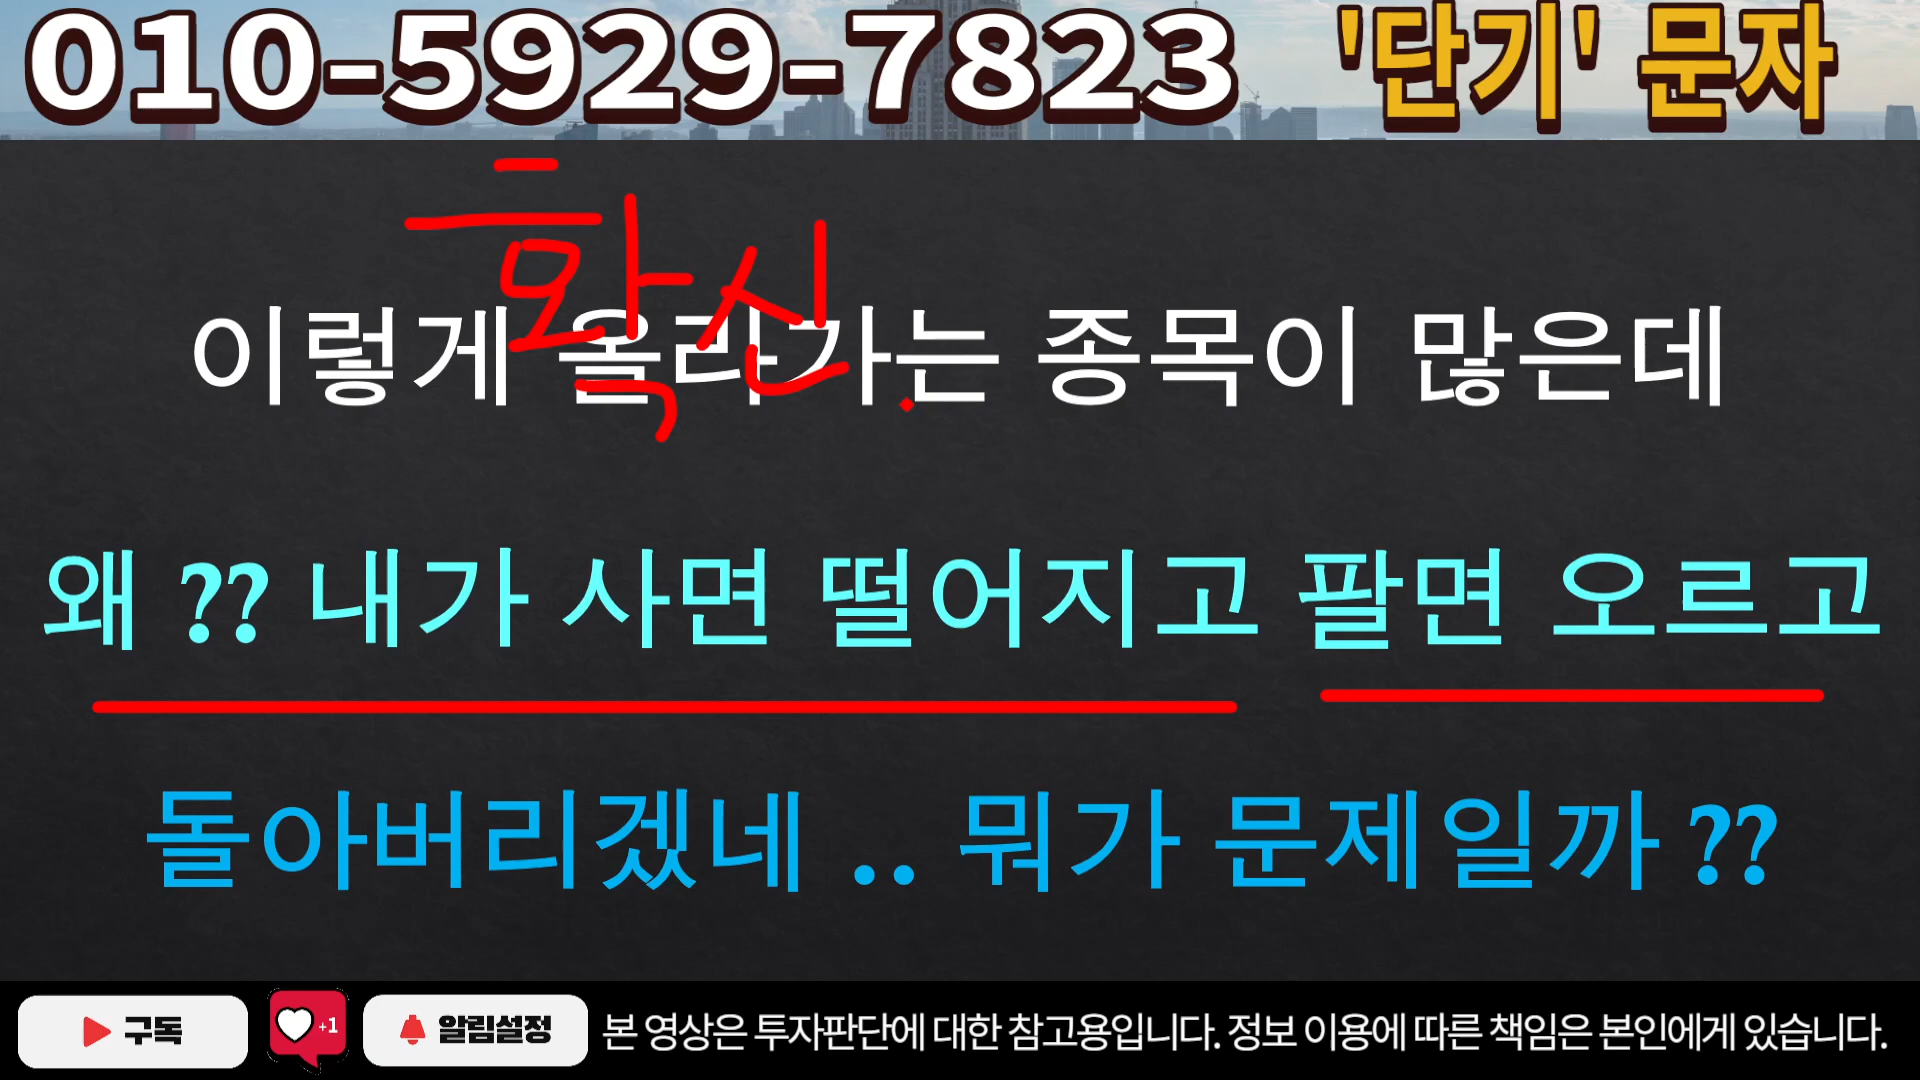 010-5929-7823 '단기' 문자
확신
이렇게 올라가는 종목이 많은데
왜 ?? 내가 사면 떨어지고 팔면 오르고
돌아버리겠네 .. 뭐가 문제일까 ??
구독 +1 알림설정 본 영상은 투자판단에 대한 참고용입니다. 정보 이용에 따른 책임은 본인에게 있습니다.